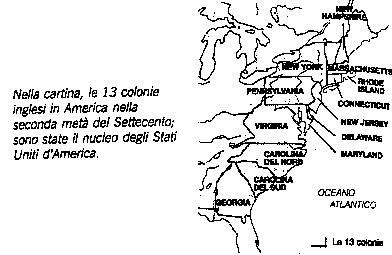 Nella cartina, le 13 colonie
inglesi in America nella
seconda metà del Settecento;
sono state il nucleo degli Stati
Uniti d'America.
NEW
HAMPSHIRE
NEW YORK
MASSACHUSETTS
RHODE
ISLAND
PENNSYLVANIA
CONNECTICUT
NEW JERSEY
VIRGINIA
DELAWARE
MARYLAND
CAROLINA
DEL NORD
CAROLINA
DEL SUD
GEORGIA
OCEANO
ATLANTICO
Le 13 colonie